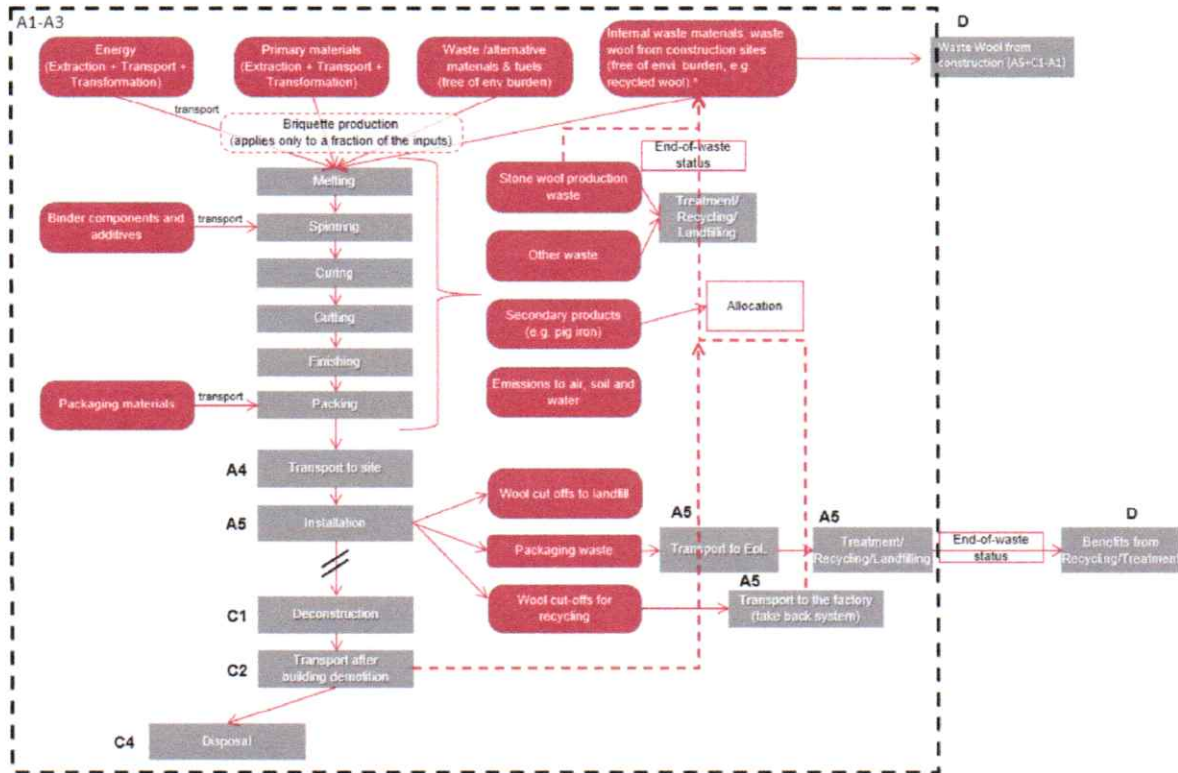 A1-A3
D
Energy
(Extraction + Transport +
Transformation)
Primary materials
(Extraction + Transport +
Transformation)
Waste /alternative
materials & fuels
(free of env burden)
Internal waste materials, waste
wool from construction sites
(free of envi. burden, e.g.
recycled wool) *
Waste Wool from
construction (A5+C1-A1)
transport
Briquette production
(applies only to a fraction of the inputs)
End-of-waste
status
Melting
Stone wool production
waste
Treatment/
Recycling/
Landfilling
Binder components and
additives
transport
Spinning
Other waste
Curing
Cutting
Secondary products
(e.g. pig iron)
Allocation
Finishing
Emissions to air, soil and
water
Packaging materials
transport
Packing
A4
Transport to site
Wool cut offs to landfill
A5
Installation
A5
A5
D
Packaging waste
Transport to EoL
Treatment/
Recycling/Landfilling
End-of-waste
status
Benefits from
Recycling/Treatment
A5
Wool cut-offs for
recycling
Transport to the factory
(take back system)
C1
Deconstruction
C2
Transport after
building demolition
C4
Disposal